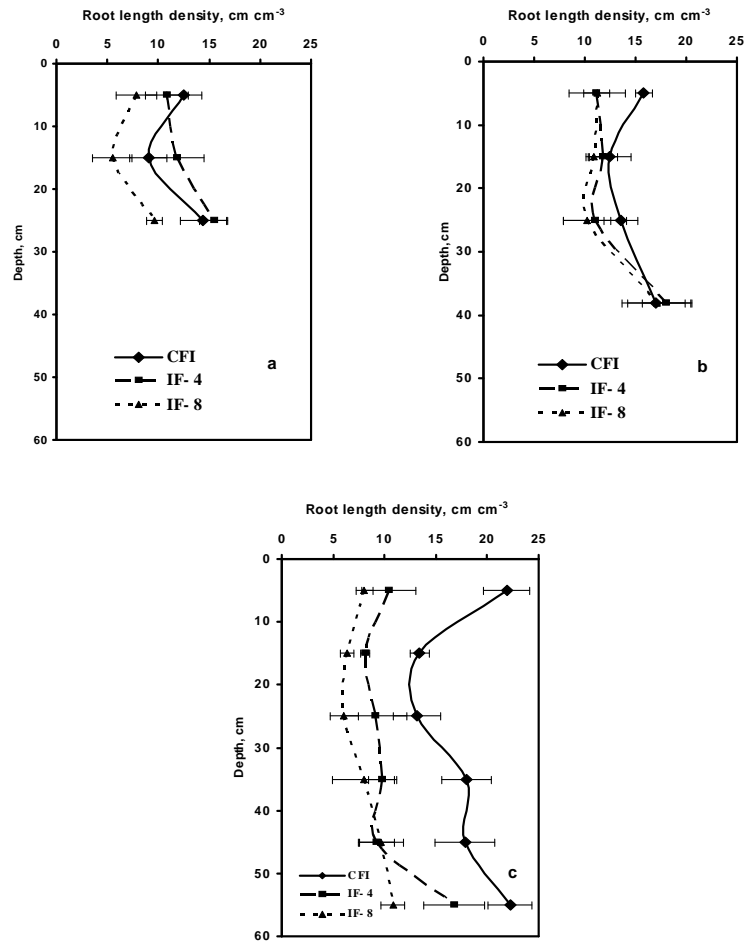 Root length density, cm cm⁻³
0 5 10 15 20 25
0
10
20
30
40
50
60
Depth, cm
CFI
IF- 4
IF- 8
a
Root length density, cm cm⁻³
0 5 10 15 20 25
0
10
20
30
40
50
60
Depth,cm
CFI
IF- 4
IF- 8
b
Root length density, cm cm⁻³
0 5 10 15 20 25
0
10
20
30
40
50
60
Depth, cm
CFI
IF- 4
IF- 8
c